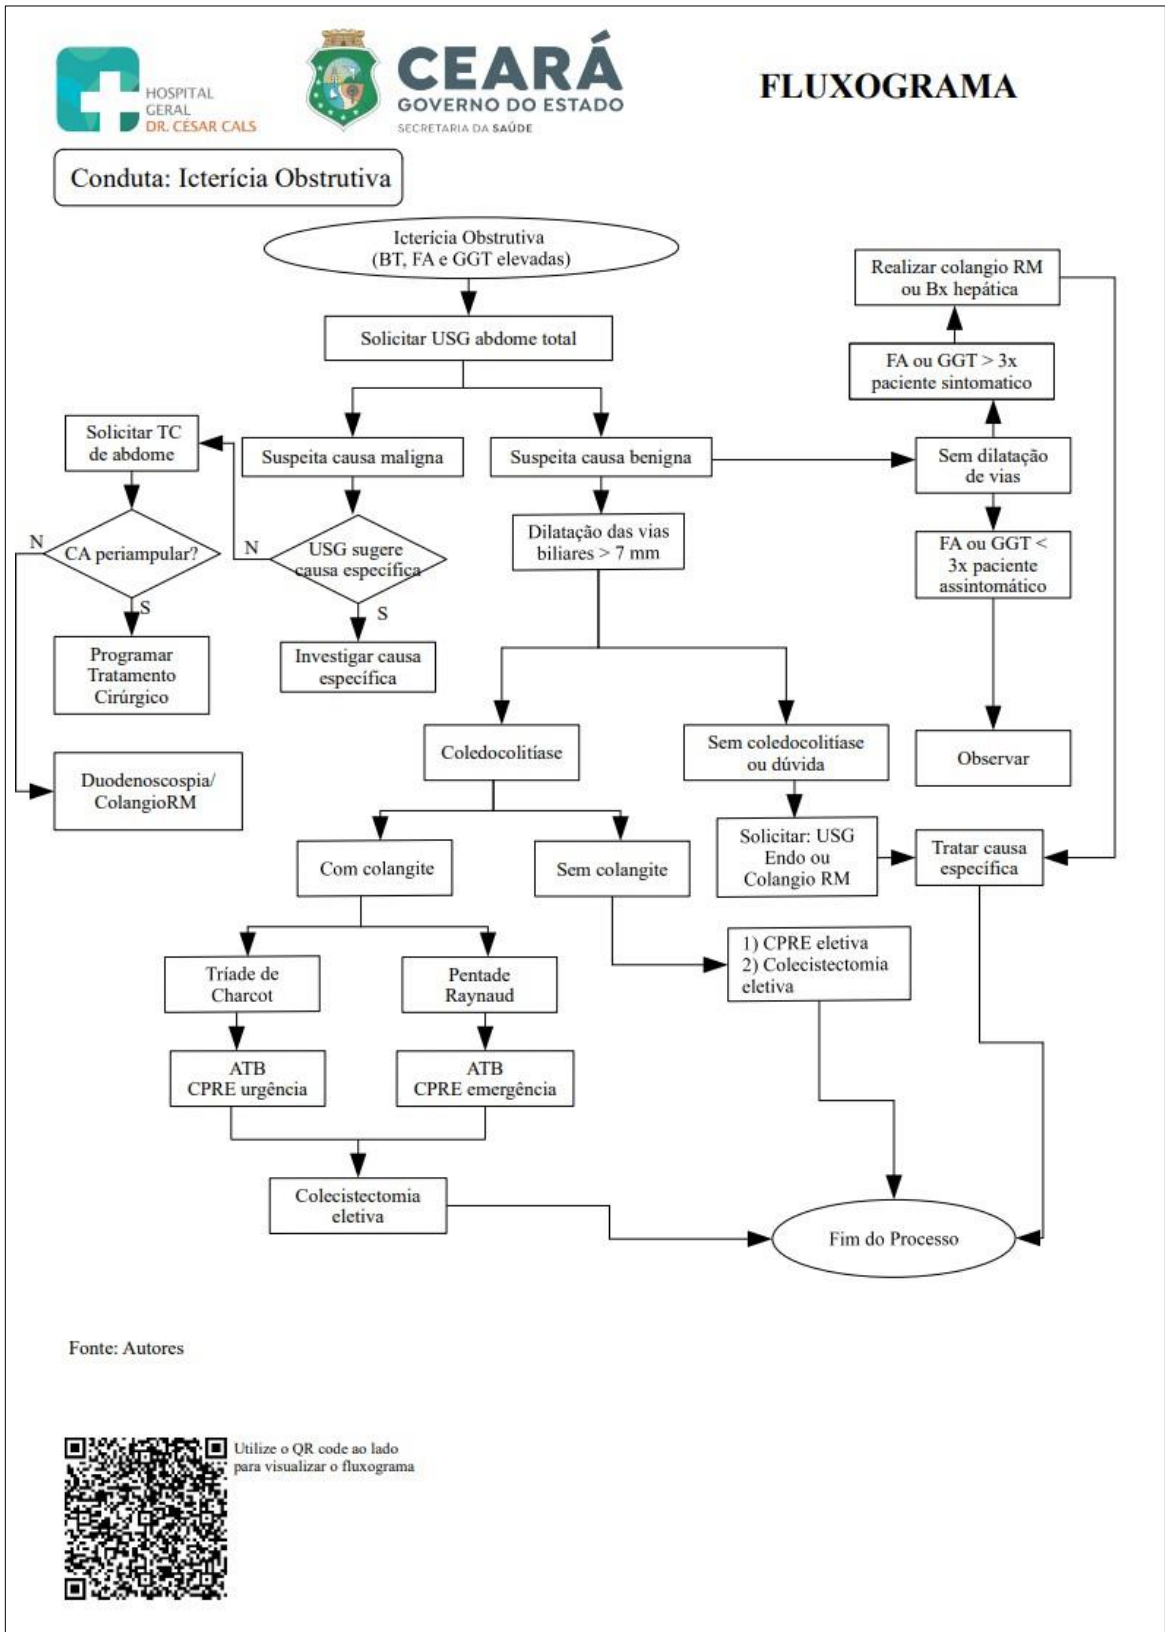 HOSPITAL
GERAL
DR. CÉSAR CALS
CEARÁ
GOVERNO DO ESTADO
SECRETARIA DA SAÚDE
FLUXOGRAMA
Conduta: Icterícia Obstrutiva
Icterícia Obstrutiva
(BT, FA e GGT elevadas)
Solicitar USG abdome total
Realizar colangio RM
ou Bx hepática
FA ou GGT > 3x
paciente sintomatico
Solicitar TC
de abdome
Suspeita causa maligna
Suspeita causa benigna
Sem dilatação
de vias
N
CA periampular?
S
N
USG sugere
causa específica
S
Dilatação das vias
biliares > 7 mm
FA ou GGT <
3x paciente
assintomático
Programar
Tratamento
Cirúrgico
Investigar causa
específica
Coledocolitíase
Sem coledocolitíase
ou dúvida
Observar
Duodenoscospia/
ColangioRM
Com colangite
Sem colangite
Solicitar: USG
Endo ou
Colangio RM
Tratar causa
específica
Tríade de
Charcot
Pentade
Raynaud
1) CPRE eletiva
2) Colecistectomia
eletiva
ATB
CPRE urgência
ATB
CPRE emergência
Colecistectomia
eletiva
Fim do Processo
Fonte: Autores
Utilize o QR code ao lado
para visualizar o fluxograma